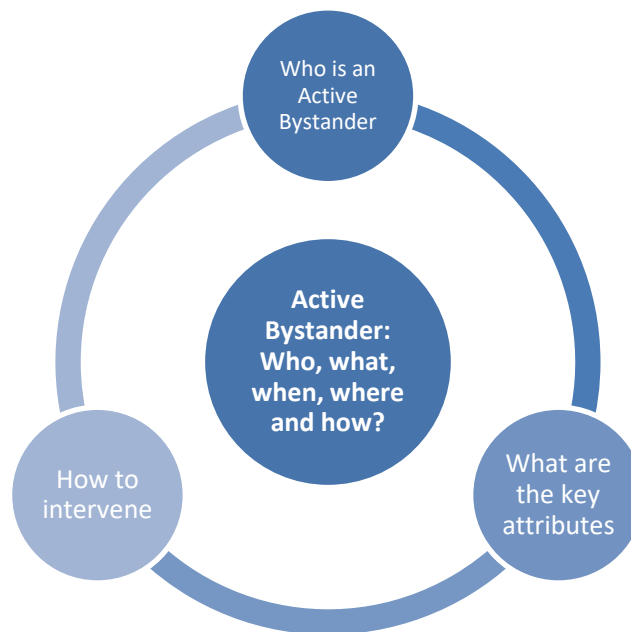 Who is an
Active
Bystander
Active
Bystander:
Who, what,
when, where
and how?
How to
intervene
What are
the key
attributes